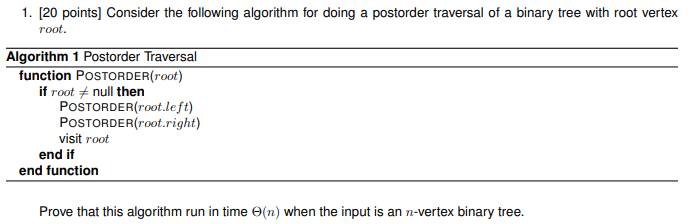 1. [20 points] Consider the following algorithm for doing a postorder traversal of a binary tree with root vertex
root.
Algorithm 1 Postorder Traversal
function POSTORDER(root)
if root ≠ null then
POSTORDER(root.left)
POSTORDER(root.right)
visit root
end if
end function
Prove that this algorithm run in time Θ(n) when the input is an n-vertex binary tree.